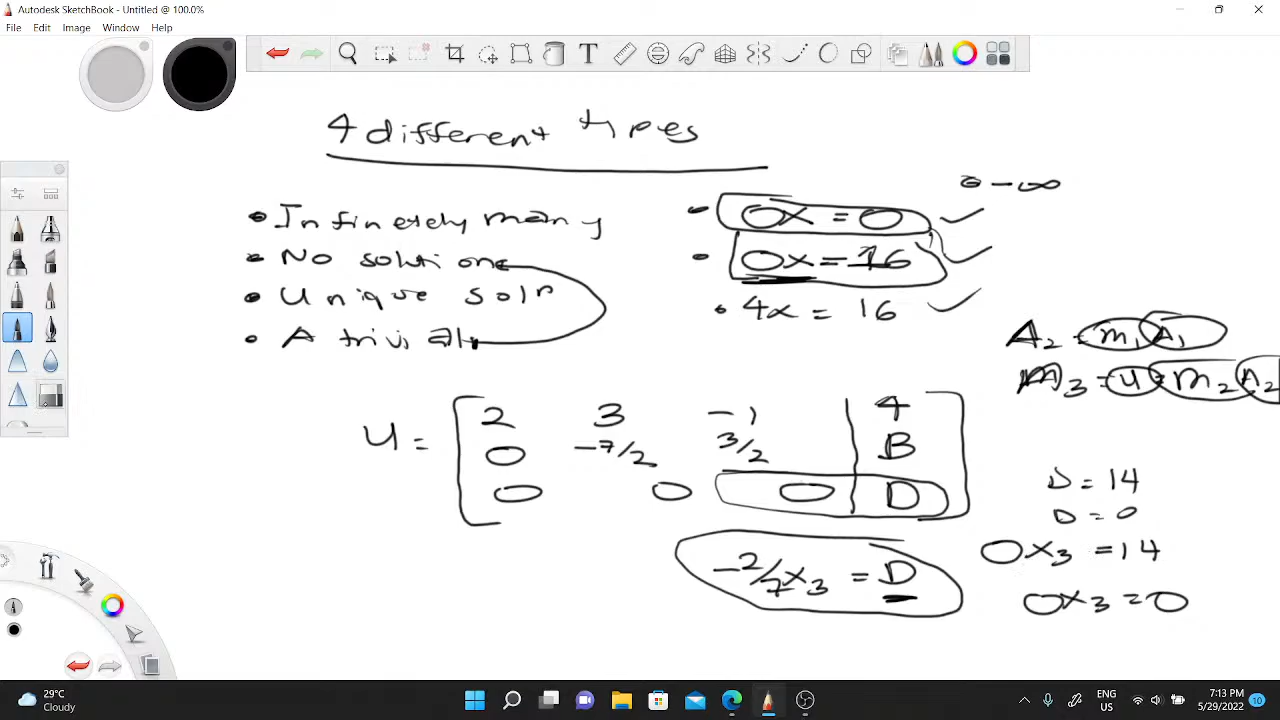 Autodesk SketchBook - Untitled @ 100.0%
File Edit Image Window Help
4 different types
• Infinetely many
• No solution
• Unique soln
• A trivial
0 - ∞
• 0x = 0
• 0x = 16
• 4x = 16
A2 = m1 A1
m3 = U = m2 A2
U =
2 3 -1 4
0 -7/2 3/2 B
0 0 0 D
-2/7 x3 = D
D = 14
D = 0
0x3 = 14
0x3 = 0
29°C
Cloudy
ENG
US
7:13 PM
5/29/2022
10